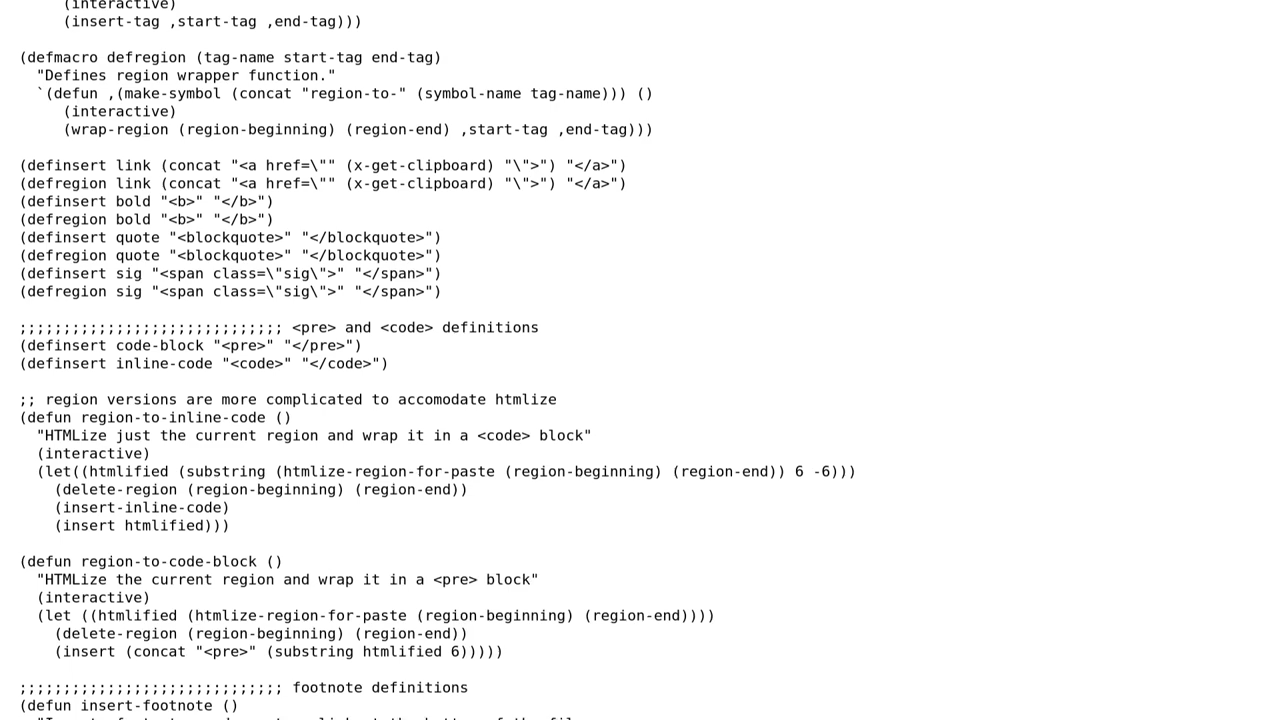 (interactive)
(insert-tag ,start-tag ,end-tag)))

(defmacro defregion (tag-name start-tag end-tag)
  "Defines region wrapper function."
  `(defun ,(make-symbol (concat "region-to-" (symbol-name tag-name))) ()
     (interactive)
     (wrap-region (region-beginning) (region-end) ,start-tag ,end-tag)))

(definsert link (concat "<a href=\"" (x-get-clipboard) "\">") "</a>")
(defregion link (concat "<a href=\"" (x-get-clipboard) "\">") "</a>")
(definsert bold "<b>" "</b>")
(defregion bold "<b>" "</b>")
(definsert quote "<blockquote>" "</blockquote>")
(defregion quote "<blockquote>" "</blockquote>")
(definsert sig "<span class=\"sig\">" "</span>")
(defregion sig "<span class=\"sig\">" "</span>")

;;;;;;;;;;;;;;;;;;;;;;;;;;;;;; <pre> and <code> definitions
(definsert code-block "<pre>" "</pre>")
(definsert inline-code "<code>" "</code>")

;; region versions are more complicated to accomodate htmlize
(defun region-to-inline-code ()
  "HTMLize just the current region and wrap it in a <code> block"
  (interactive)
  (let((htmlified (substring (htmlize-region-for-paste (region-beginning) (region-end)) 6 -6)))
    (delete-region (region-beginning) (region-end))
    (insert-inline-code)
    (insert htmlified)))

(defun region-to-code-block ()
  "HTMLize the current region and wrap it in a <pre> block"
  (interactive)
  (let ((htmlified (htmlize-region-for-paste (region-beginning) (region-end))))
    (delete-region (region-beginning) (region-end))
    (insert (concat "<pre>" (substring htmlified 6)))))

;;;;;;;;;;;;;;;;;;;;;;;;;;;;;; footnote definitions
(defun insert-footnote ()